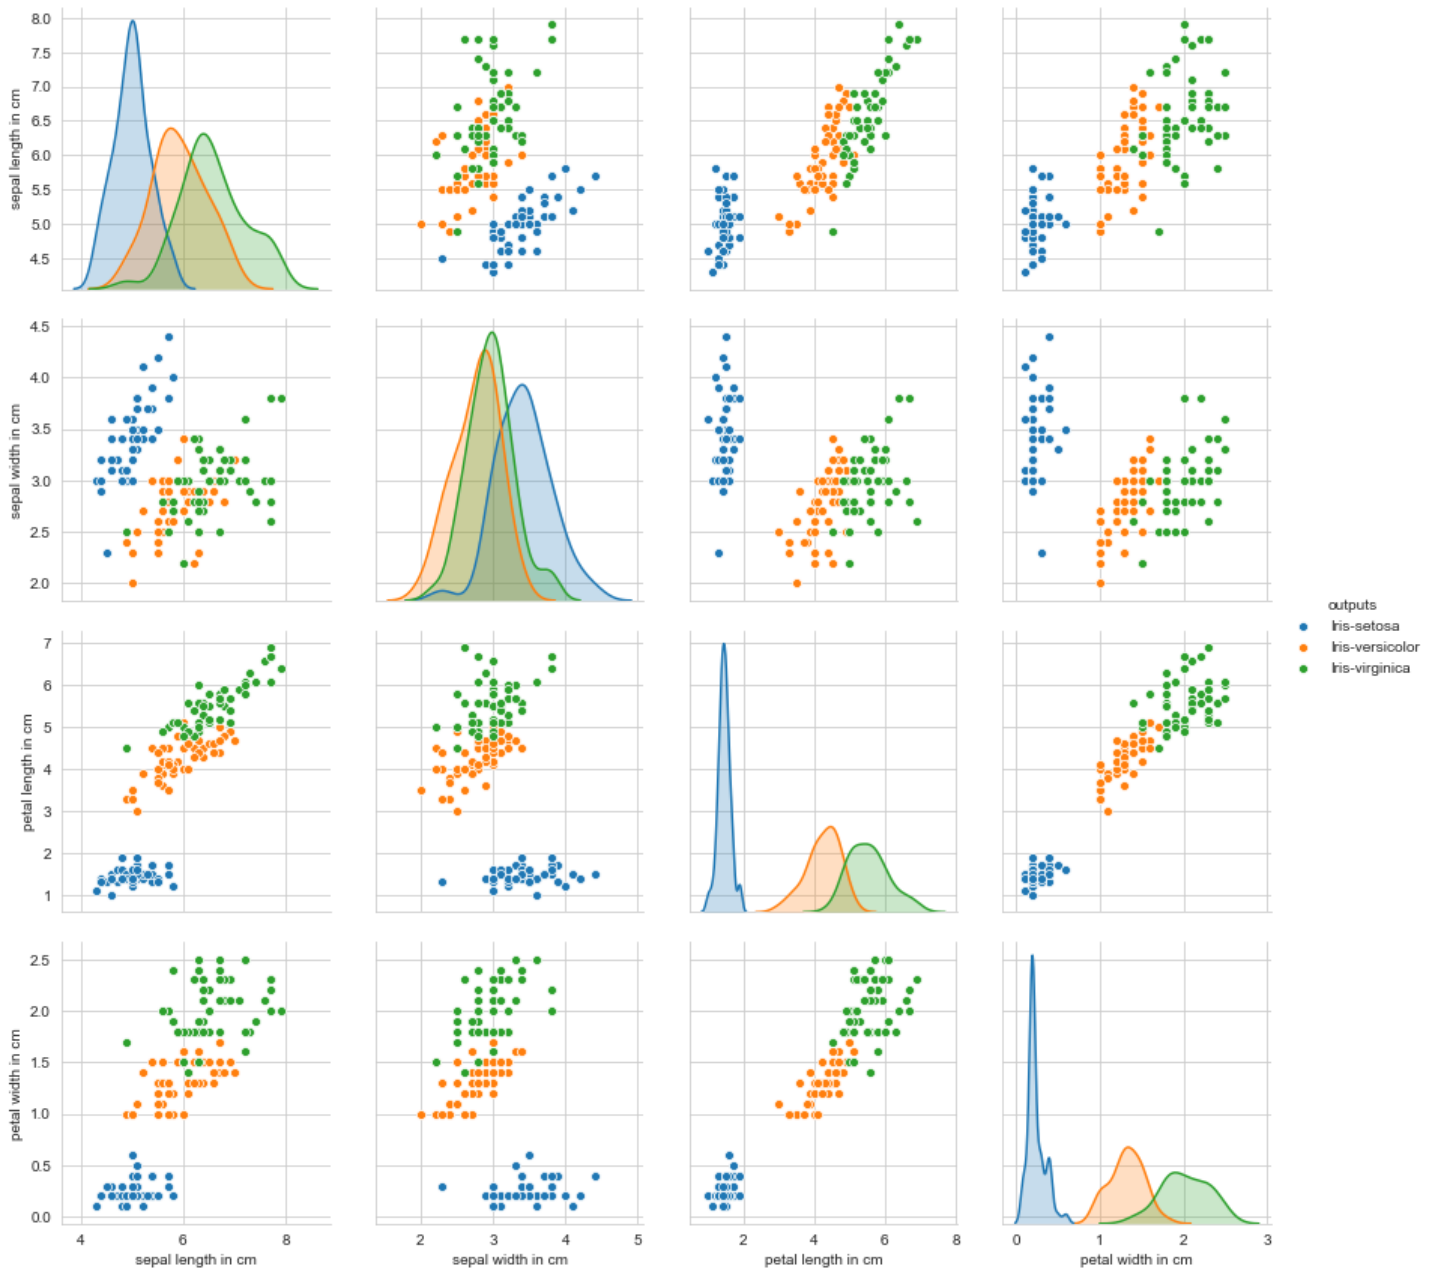 8.0
7.5
7.0
6.5
6.0
5.5
5.0
4.5
sepal length in cm
4.5
4.0
3.5
3.0
2.5
2.0
sepal width in cm
outputs
Iris-setosa
Iris-versicolor
Iris-virginica
7
6
5
4
3
2
1
petal length in cm
2.5
2.0
1.5
1.0
0.5
0.0
petal width in cm
4 6 8
sepal length in cm
2 3 4 5
sepal width in cm
2 4 6 8
petal length in cm
0 1 2 3
petal width in cm